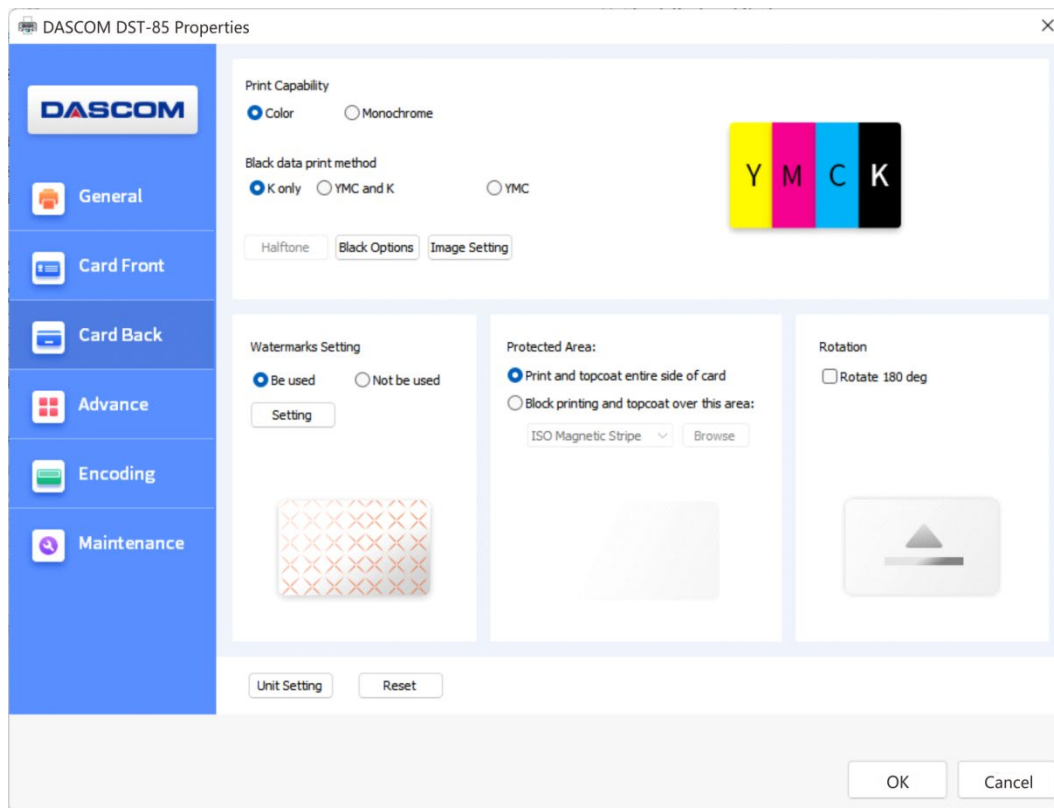 DASCOM DST-85 Properties
DASCOM
General
Card Front
Card Back
Advance
Encoding
Maintenance
Print Capability
Color Monochrome
Black data print method
K only YMC and K YMC
Halftone Black Options Image Setting
Y M C K
Watermarks Setting
Be used Not be used
Setting
Protected Area:
Print and topcoat entire side of card
Block printing and topcoat over this area:
ISO Magnetic Stripe Browse
Rotation
Rotate 180 deg
Unit Setting Reset
OK Cancel